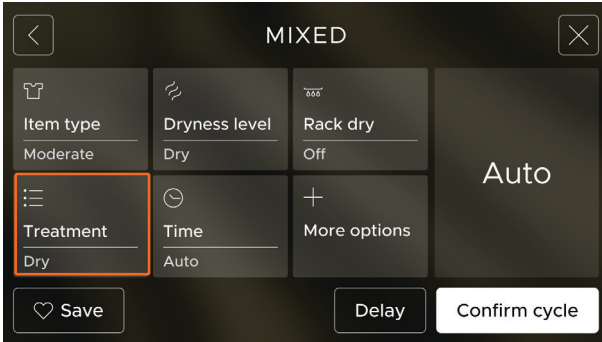 MIXED
Item type
Moderate
Dryness level
Dry
Rack dry
Off
Auto
Treatment
Dry
Time
Auto
More options
Save
Delay
Confirm cycle